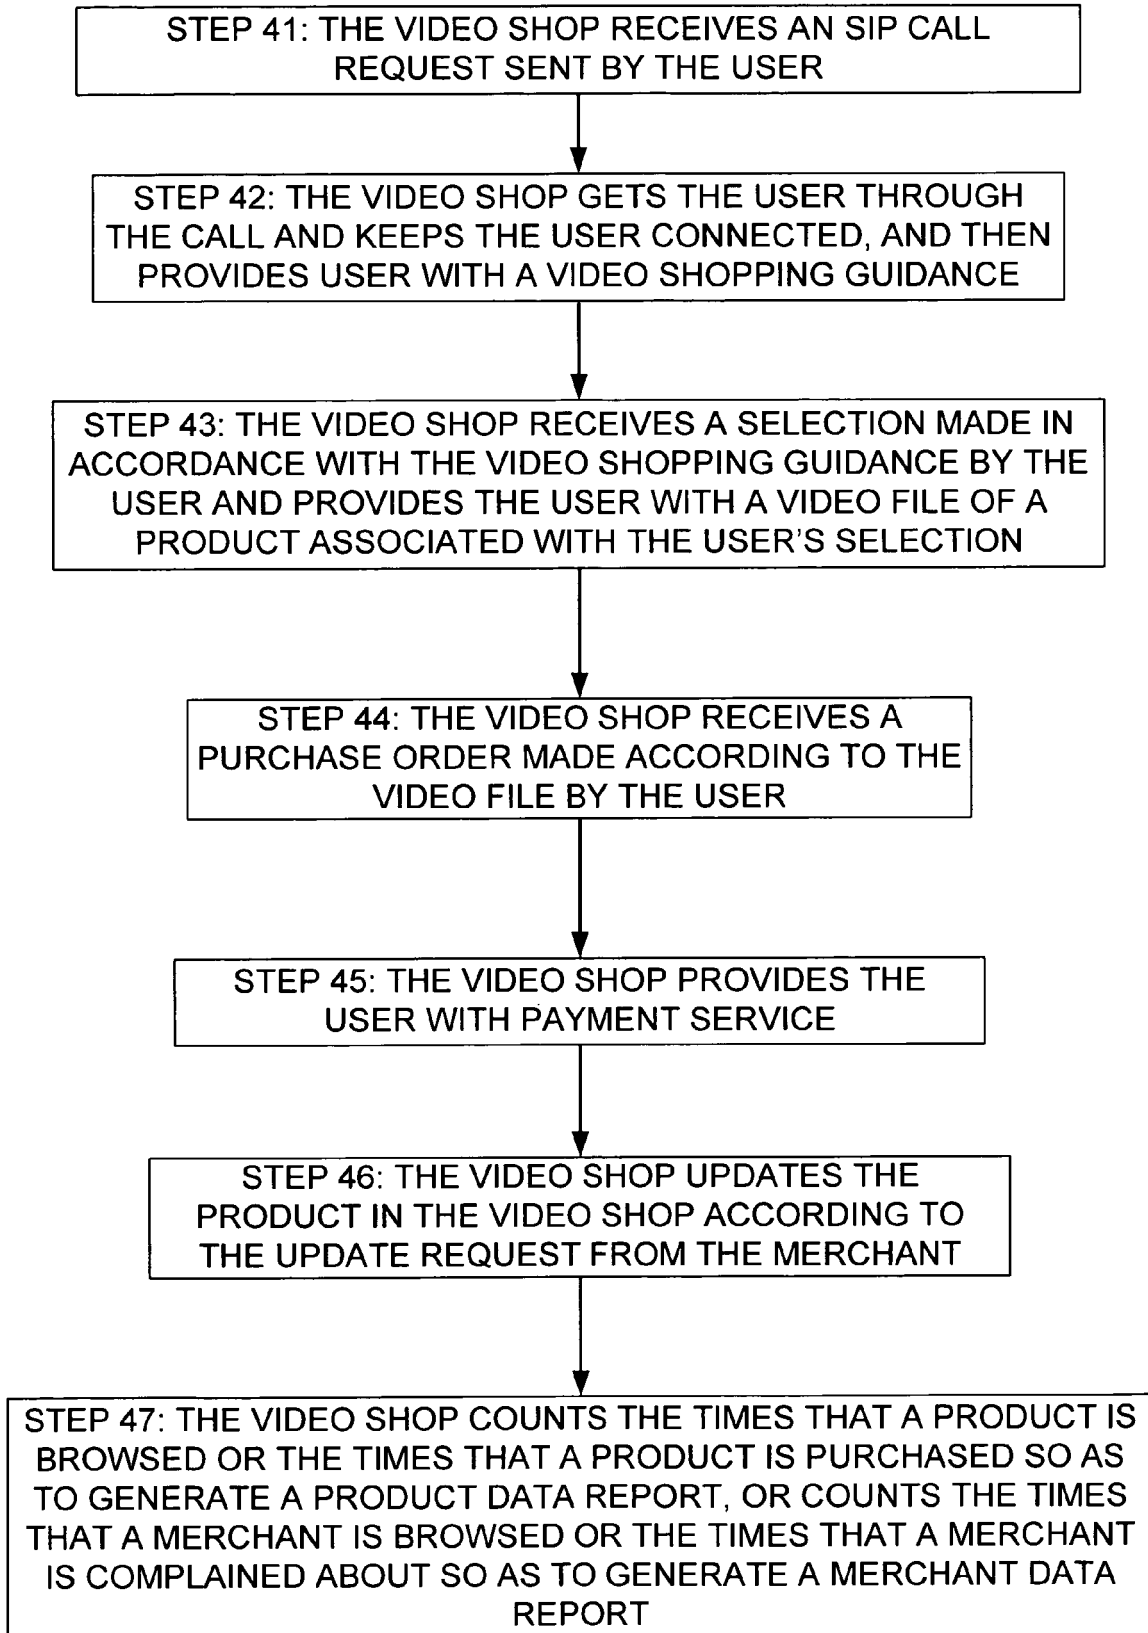 STEP 41: THE VIDEO SHOP RECEIVES AN SIP CALL
REQUEST SENT BY THE USER
STEP 42: THE VIDEO SHOP GETS THE USER THROUGH
THE CALL AND KEEPS THE USER CONNECTED, AND THEN
PROVIDES USER WITH A VIDEO SHOPPING GUIDANCE
STEP 43: THE VIDEO SHOP RECEIVES A SELECTION MADE IN
ACCORDANCE WITH THE VIDEO SHOPPING GUIDANCE BY THE
USER AND PROVIDES THE USER WITH A VIDEO FILE OF A
PRODUCT ASSOCIATED WITH THE USER'S SELECTION
STEP 44: THE VIDEO SHOP RECEIVES A
PURCHASE ORDER MADE ACCORDING TO THE
VIDEO FILE BY THE USER
STEP 45: THE VIDEO SHOP PROVIDES THE
USER WITH PAYMENT SERVICE
STEP 46: THE VIDEO SHOP UPDATES THE
PRODUCT IN THE VIDEO SHOP ACCORDING TO
THE UPDATE REQUEST FROM THE MERCHANT
STEP 47: THE VIDEO SHOP COUNTS THE TIMES THAT A PRODUCT IS
BROWSED OR THE TIMES THAT A PRODUCT IS PURCHASED SO AS
TO GENERATE A PRODUCT DATA REPORT, OR COUNTS THE TIMES
THAT A MERCHANT IS BROWSED OR THE TIMES THAT A MERCHANT
IS COMPLAINED ABOUT SO AS TO GENERATE A MERCHANT DATA
REPORT